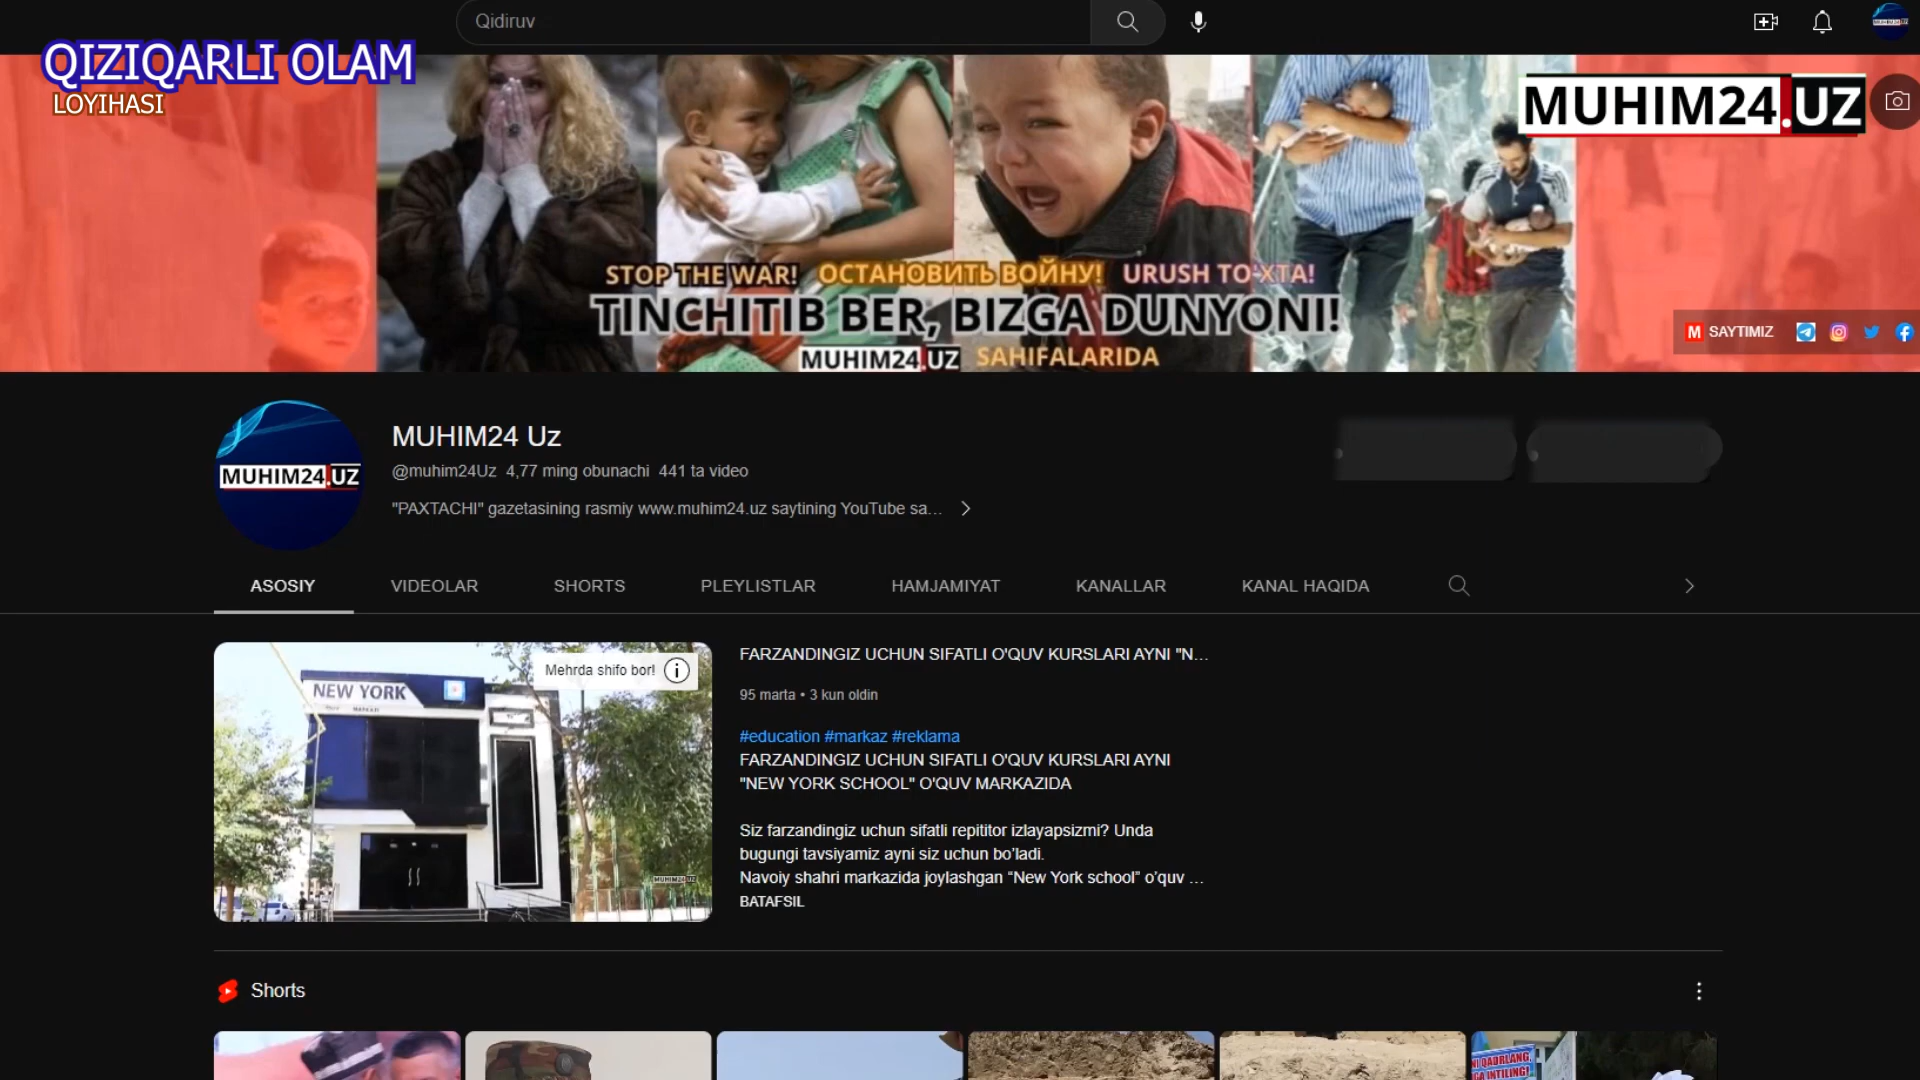 Qidiruv
QIZIQARLI OLAM
LOYIHASI
MUHIM24.UZ
STOP THE WAR! ОСТАНОВИТЬ ВОЙНУ! URUSH TO'XTA!
TINCHITIB BER, BIZGA DUNYONI!
MUHIM24.UZ SAHIFALARIDA
M SAYTIMIZ
MUHIM24.UZ
MUHIM24 Uz
@muhim24Uz 4,77 ming obunachi 441 ta video
"PAXTACHI" gazetasining rasmiy www.muhim24.uz saytining YouTube sa...
ASOSIY VIDEOLAR SHORTS PLEYLISTLAR HAMJAMIYAT KANALLAR KANAL HAQIDA
Mehrda shifo bor!
NEW YORK
MUHIM24.UZ
FARZANDINGIZ UCHUN SIFATLI O'QUV KURSLARI AYNI "N...
95 marta • 3 kun oldin
#education #markaz #reklama
FARZANDINGIZ UCHUN SIFATLI O'QUV KURSLARI AYNI
"NEW YORK SCHOOL" O'QUV MARKAZIDA
Siz farzandingiz uchun sifatli repititor izlayapsizmi? Unda
bugungi tavsiyamiz ayni siz uchun bo'ladi.
Navoiy shahri markazida joylashgan “New York school” o'quv ...
BATAFSIL
Shorts